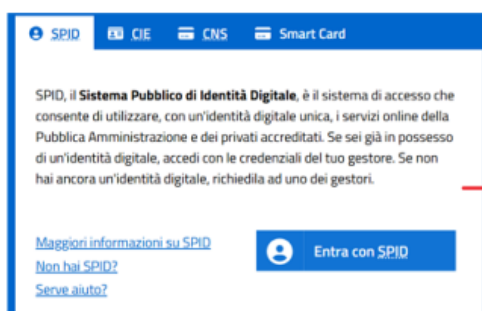 SPID CIE CNS Smart Card
SPID, il Sistema Pubblico di Identità Digitale, è il sistema di accesso che
consente di utilizzare, con un'identità digitale unica, i servizi online della
Pubblica Amministrazione e dei privati accreditati. Se sei già in possesso
di un'identità digitale, accedi con le credenziali del tuo gestore. Se non
hai ancora un'identità digitale, richiedila ad uno dei gestori.
Maggiori informazioni su SPID
Non hai SPID?
Serve aiuto?
Entra con SPID